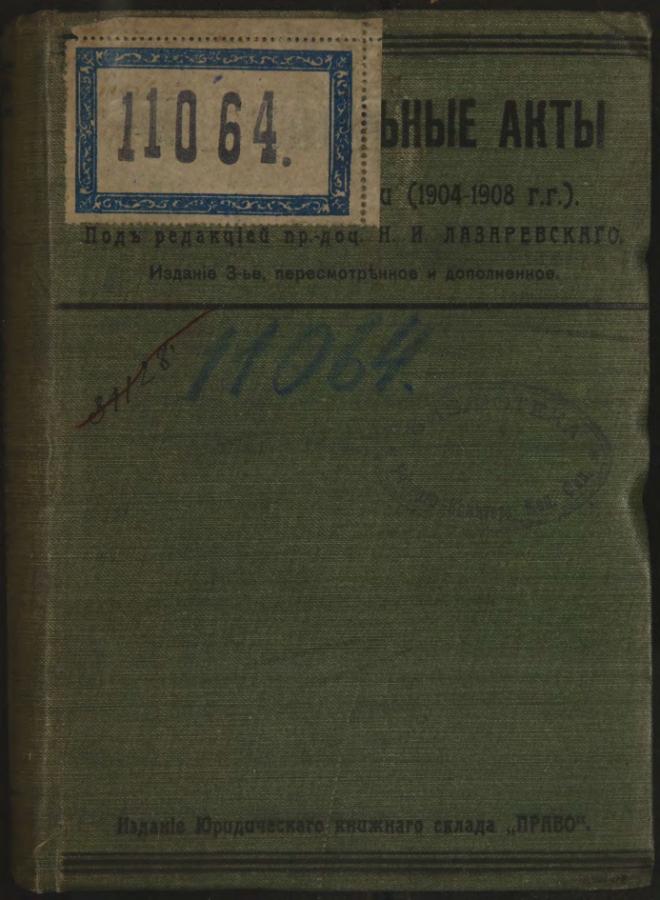 11064.
ЬНЫЕ АКТЫ
и (1904-1908 г.г.).
Подъ редакціей пр.-доц. Н. И. ЛАЗАРЕВСКАГО.
Изданіе 3-ье, пересмотрѣнное и дополненное.
11064.
БИБЛІОТЕКА
Изданіе Юридическаго книжнаго склада „ПРАВО“.